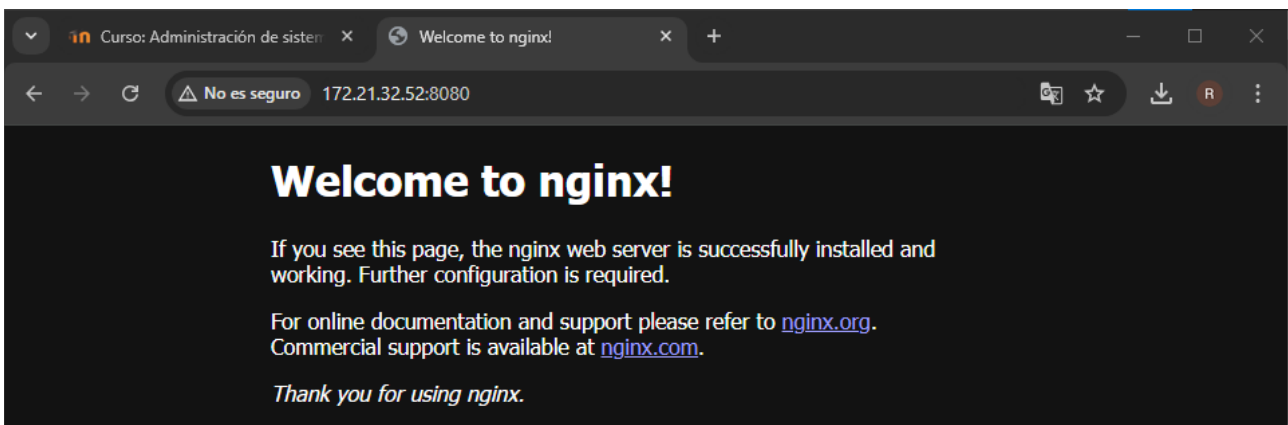 Curso: Administración de sistem
Welcome to nginx!
No es seguro
172.21.32.52:8080
R
Welcome to nginx!
If you see this page, the nginx web server is successfully installed and
working. Further configuration is required.
For online documentation and support please refer to nginx.org.
Commercial support is available at nginx.com.
Thank you for using nginx.